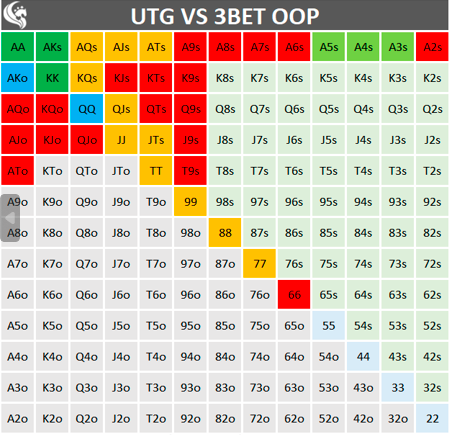 UTG VS 3BET OOP
AA AKs AQs AJs ATs A9s A8s A7s A6s A5s A4s A3s A2s
AKo KK KQs KJs KTs K9s K8s K7s K6s K5s K4s K3s K2s
AQo KQo QQ QJs QTs Q9s Q8s Q7s Q6s Q5s Q4s Q3s Q2s
AJo KJo QJo JJ JTs J9s J8s J7s J6s J5s J4s J3s J2s
ATo KTo QTo JTo TT T9s T8s T7s T6s T5s T4s T3s T2s
A9o K9o Q9o J9o T9o 99 98s 97s 96s 95s 94s 93s 92s
A8o K8o Q8o J8o T8o 98o 88 87s 86s 85s 84s 83s 82s
A7o K7o Q7o J7o T7o 97o 87o 77 76s 75s 74s 73s 72s
A6o K6o Q6o J6o T6o 96o 86o 76o 66 65s 64s 63s 62s
A5o K5o Q5o J5o T5o 95o 85o 75o 65o 55 54s 53s 52s
A4o K4o Q4o J4o T4o 94o 84o 74o 64o 54o 44 43s 42s
A3o K3o Q3o J3o T3o 93o 83o 73o 63o 53o 43o 33 32s
A2o K2o Q2o J2o T2o 92o 82o 72o 62o 52o 42o 32o 22